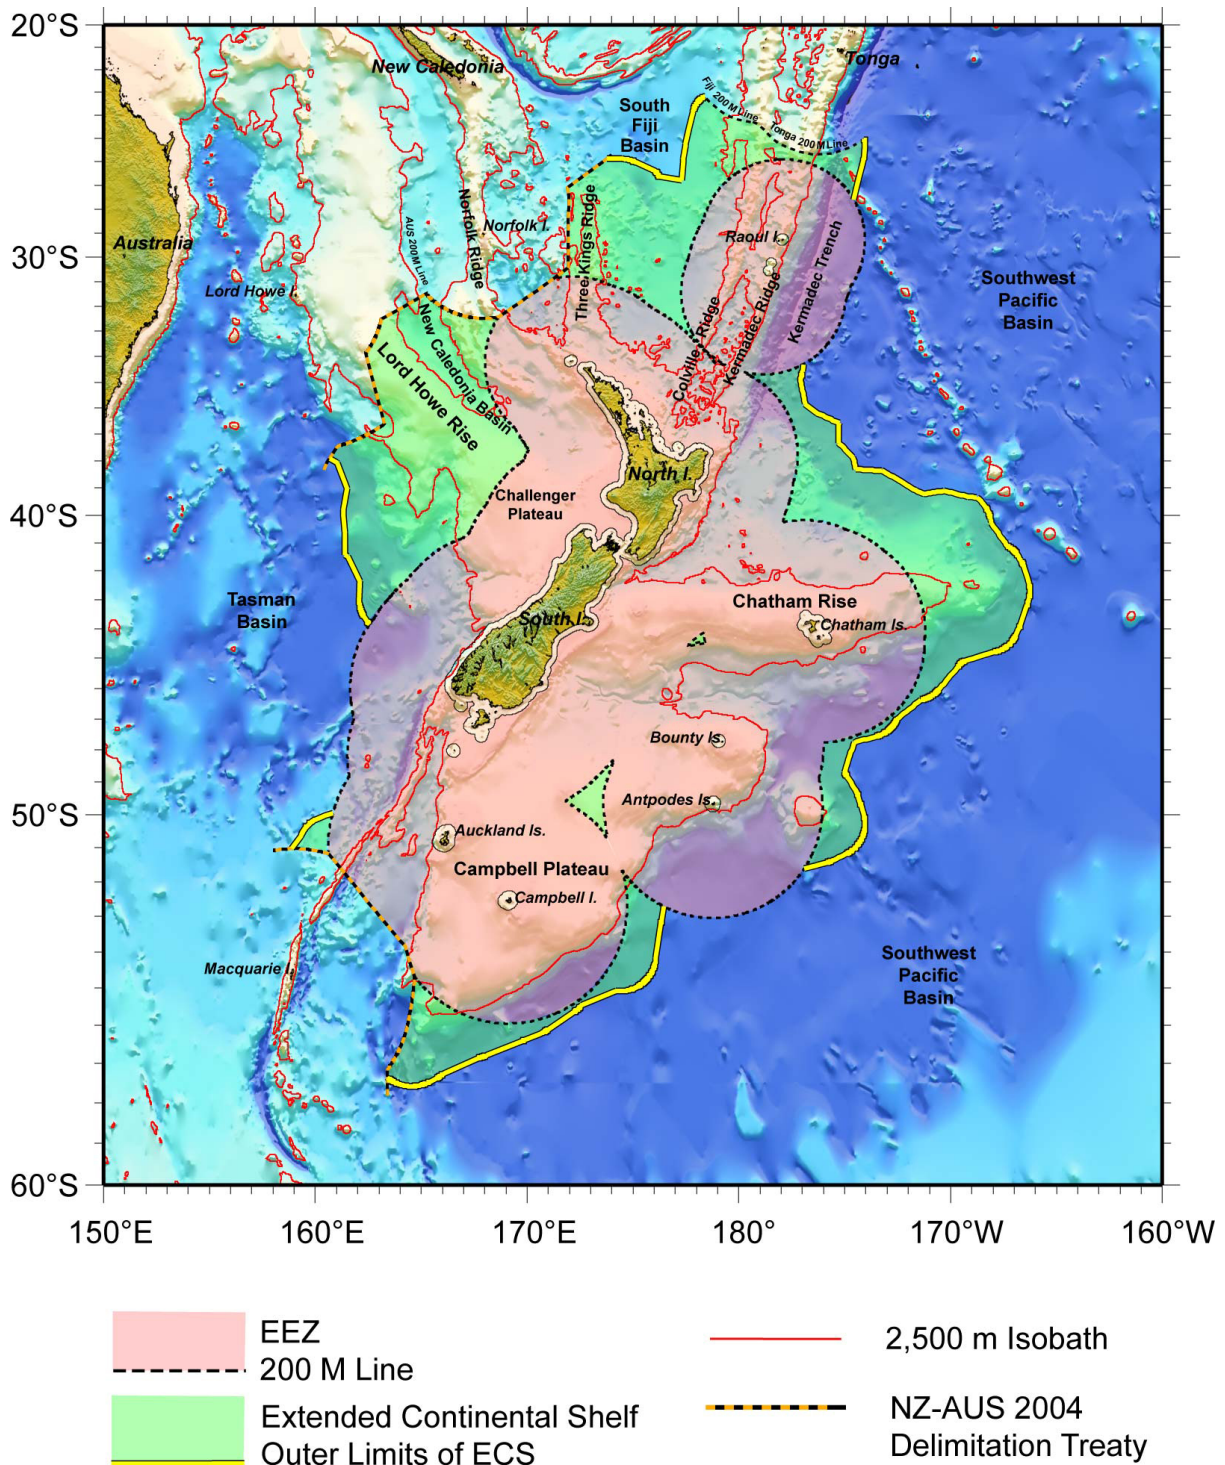 20°S
30°S
40°S
50°S
60°S
150°E
160°E
170°E
180°
170°W
160°W
New Caledonia
Tonga
South
Fiji
Basin
Fiji 200 M Line
Tonga 200 M Line
Australia
Lord Howe I.
AUS 200 M Line
Norfolk Ridge
Norfolk I.
Three Kings Ridge
Raoul I.
Kermadec Trench
Colville Ridge
Kermadec Ridge
Southwest
Pacific
Basin
New Caledonia Basin
Lord Howe Rise
North I.
Challenger
Plateau
Tasman
Basin
South I.
Chatham Rise
Chatham Is.
Bounty Is.
Antpodes Is.
Auckland Is.
Campbell Plateau
Campbell I.
Macquarie I.
Southwest
Pacific
Basin
EEZ
200 M Line
Extended Continental Shelf
Outer Limits of ECS
2,500 m Isobath
NZ-AUS 2004
Delimitation Treaty